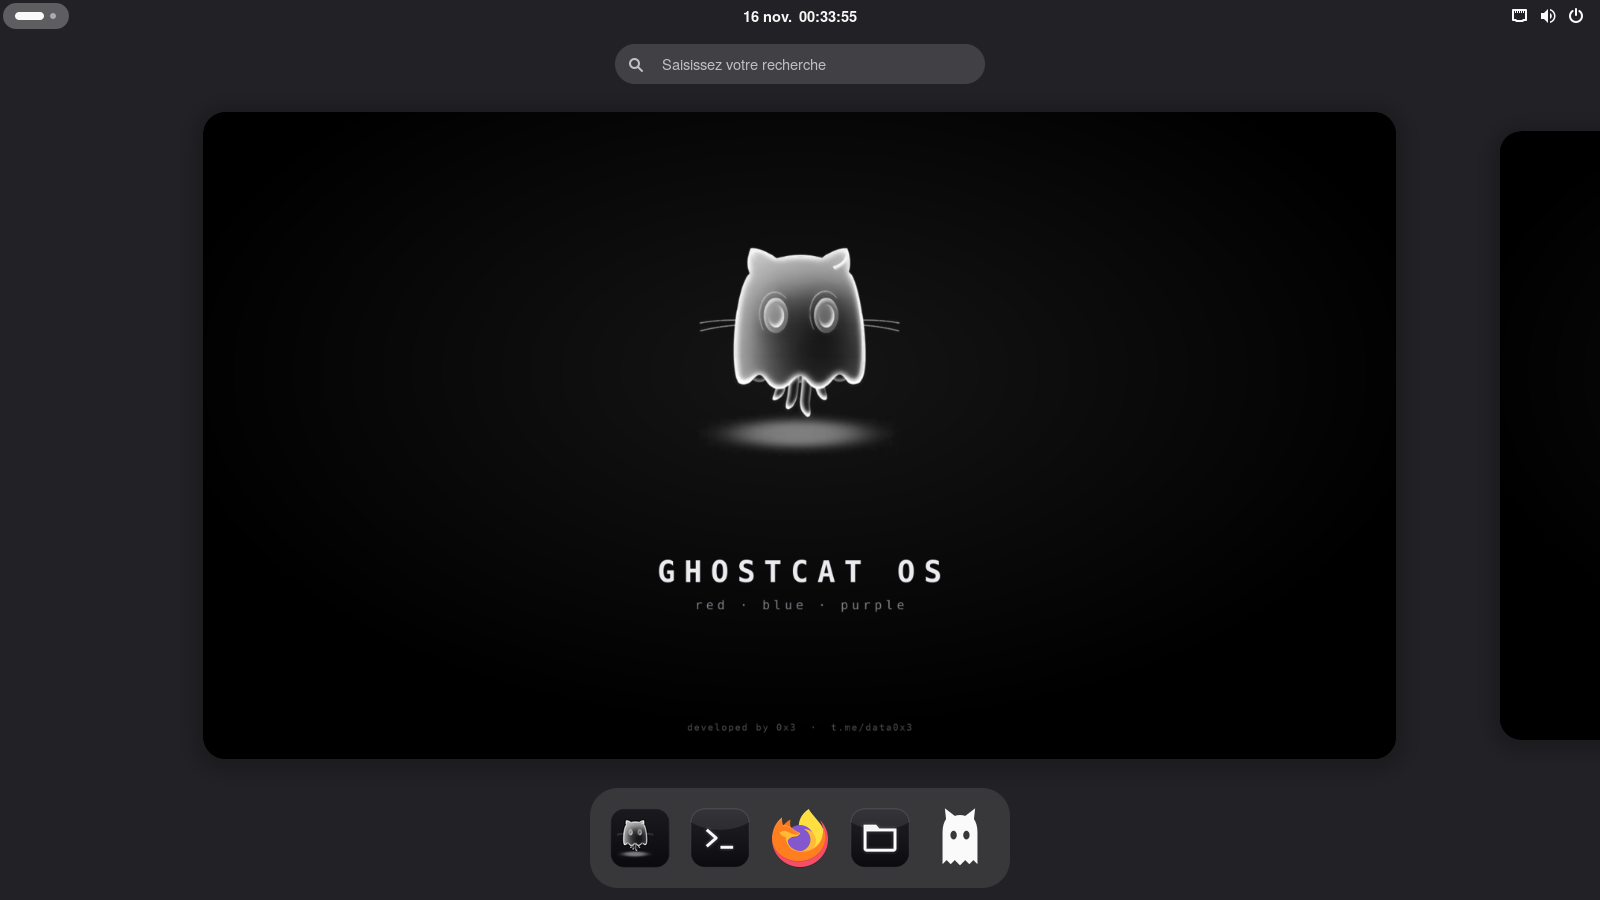 16 nov.  00:33:55
Saisissez votre recherche
GHOSTCAT OS
red · blue · purple
developed by 0x3 · t.me/data0x3